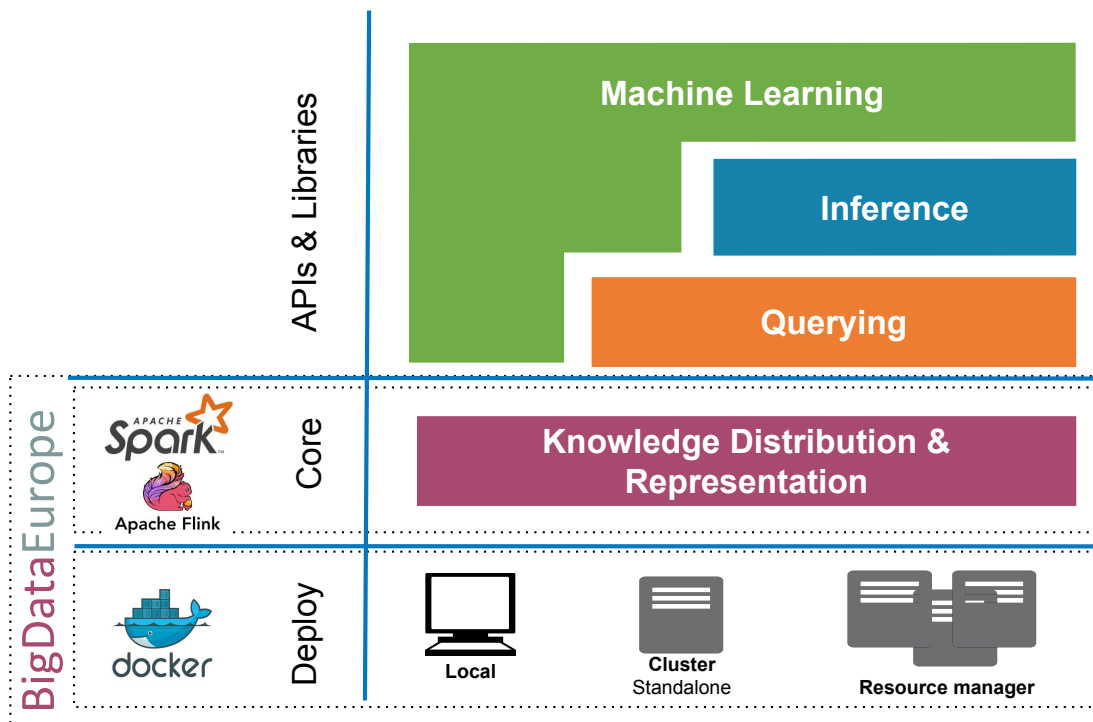 APIs & Libraries
Machine Learning
Inference
Querying
BigDataEurope
APACHE
Spark
TM
Apache Flink
Core
Knowledge Distribution &
Representation
docker
Deploy
Local
Cluster
Standalone
Resource manager